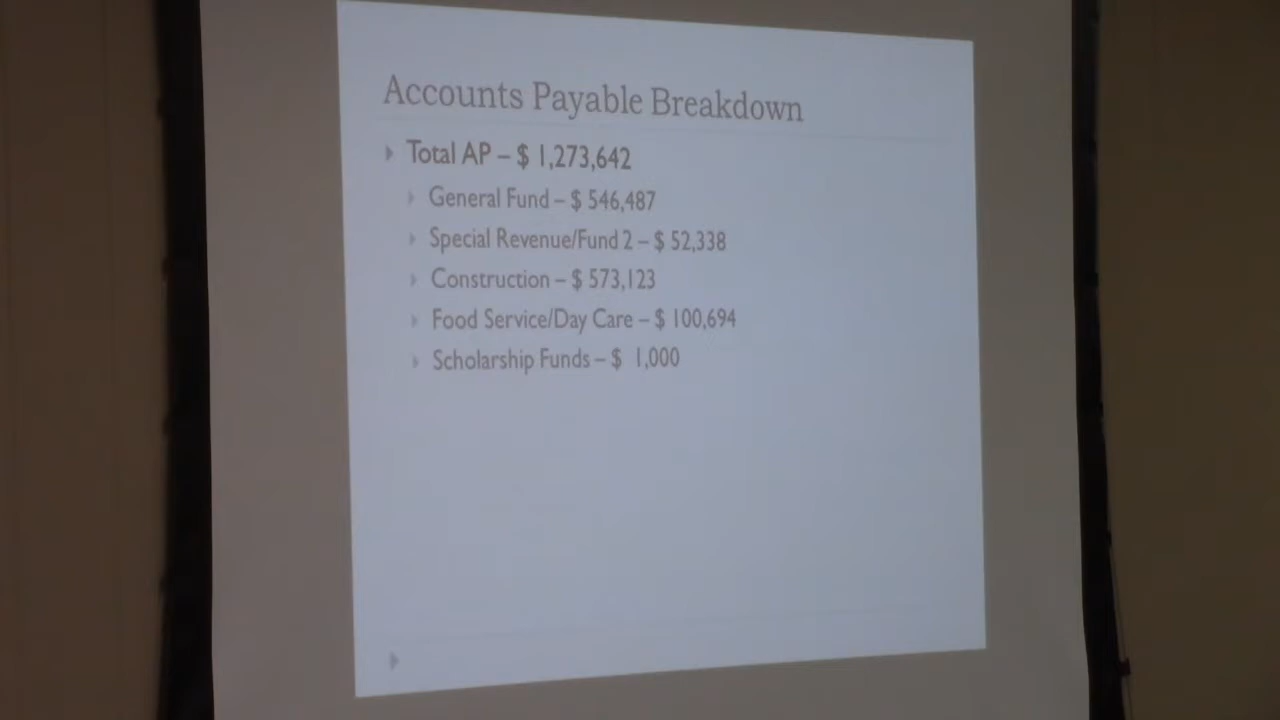 Accounts Payable Breakdown
Total AP – $ 1,273,642
General Fund – $ 546,487
Special Revenue/Fund 2 – $ 52,338
Construction – $ 573,123
Food Service/Day Care – $ 100,694
Scholarship Funds – $ 1,000